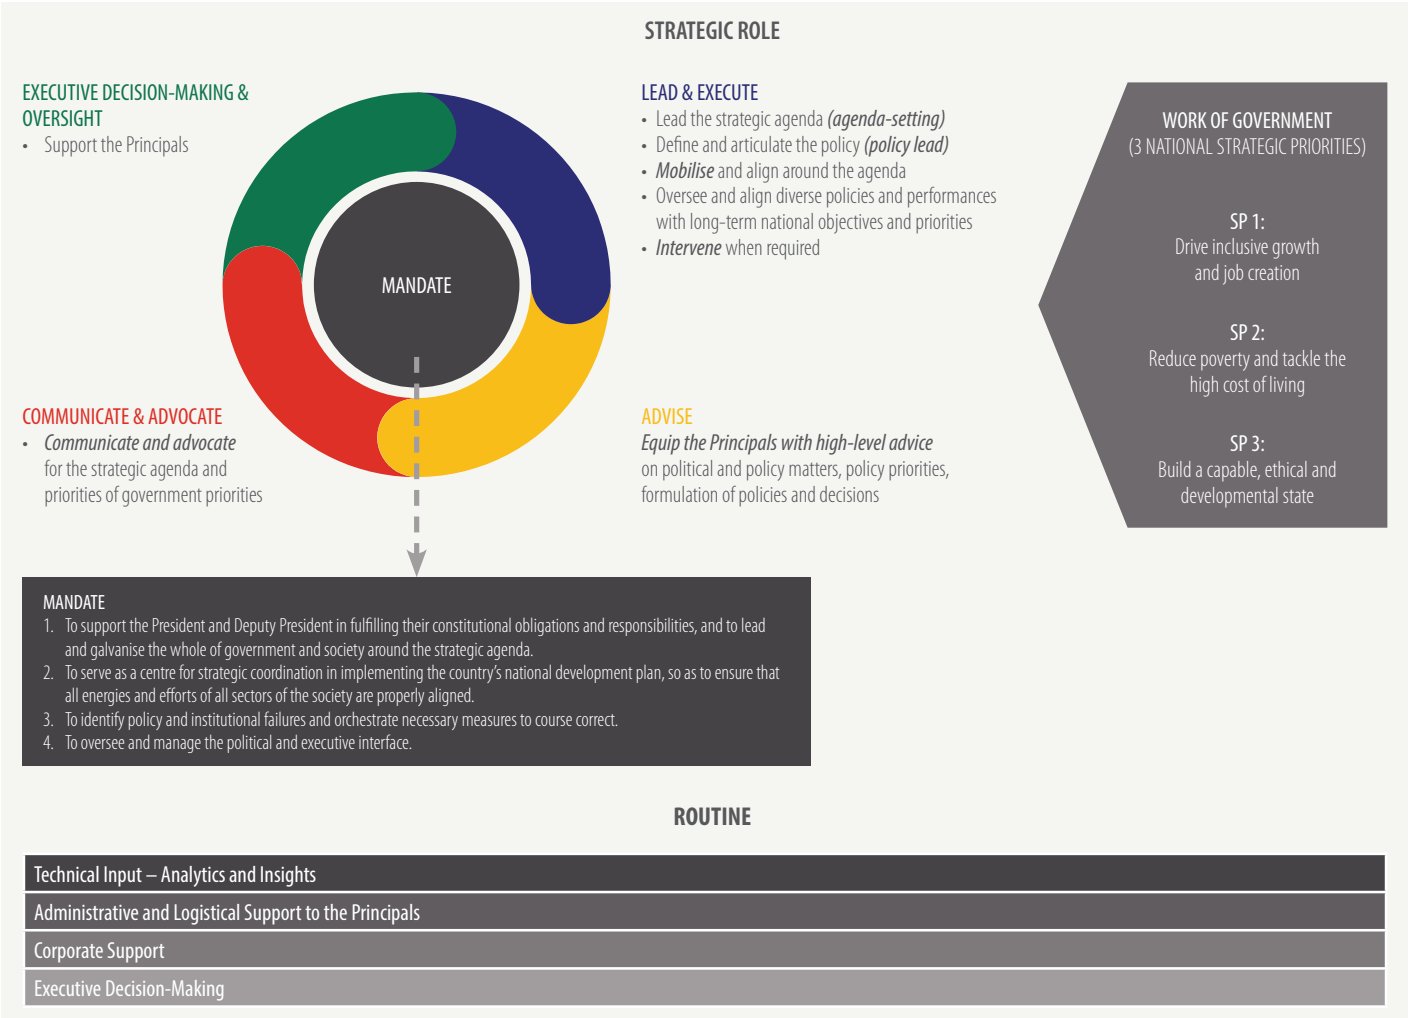 STRATEGIC ROLE
EXECUTIVE DECISION-MAKING &
OVERSIGHT
• Support the Principals
LEAD & EXECUTE
• Lead the strategic agenda (agenda-setting)
• Define and articulate the policy (policy lead)
• Mobilise and align around the agenda
• Oversee and align diverse policies and performances
with long-term national objectives and priorities
• Intervene when required
MANDATE
COMMUNICATE & ADVOCATE
• Communicate and advocate
for the strategic agenda and
priorities of government priorities
ADVISE
Equip the Principals with high-level advice
on political and policy matters, policy priorities,
formulation of policies and decisions
WORK OF GOVERNMENT
(3 NATIONAL STRATEGIC PRIORITIES)
SP 1:
Drive inclusive growth
and job creation
SP 2:
Reduce poverty and tackle the
high cost of living
SP 3:
Build a capable, ethical and
developmental state
MANDATE
1. To support the President and Deputy President in fulfilling their constitutional obligations and responsibilities, and to lead
and galvanise the whole of government and society around the strategic agenda.
2. To serve as a centre for strategic coordination in implementing the country's national development plan, so as to ensure that
all energies and efforts of all sectors of the society are properly aligned.
3. To identify policy and institutional failures and orchestrate necessary measures to course correct.
4. To oversee and manage the political and executive interface.
ROUTINE
Technical Input – Analytics and Insights
Administrative and Logistical Support to the Principals
Corporate Support
Executive Decision-Making